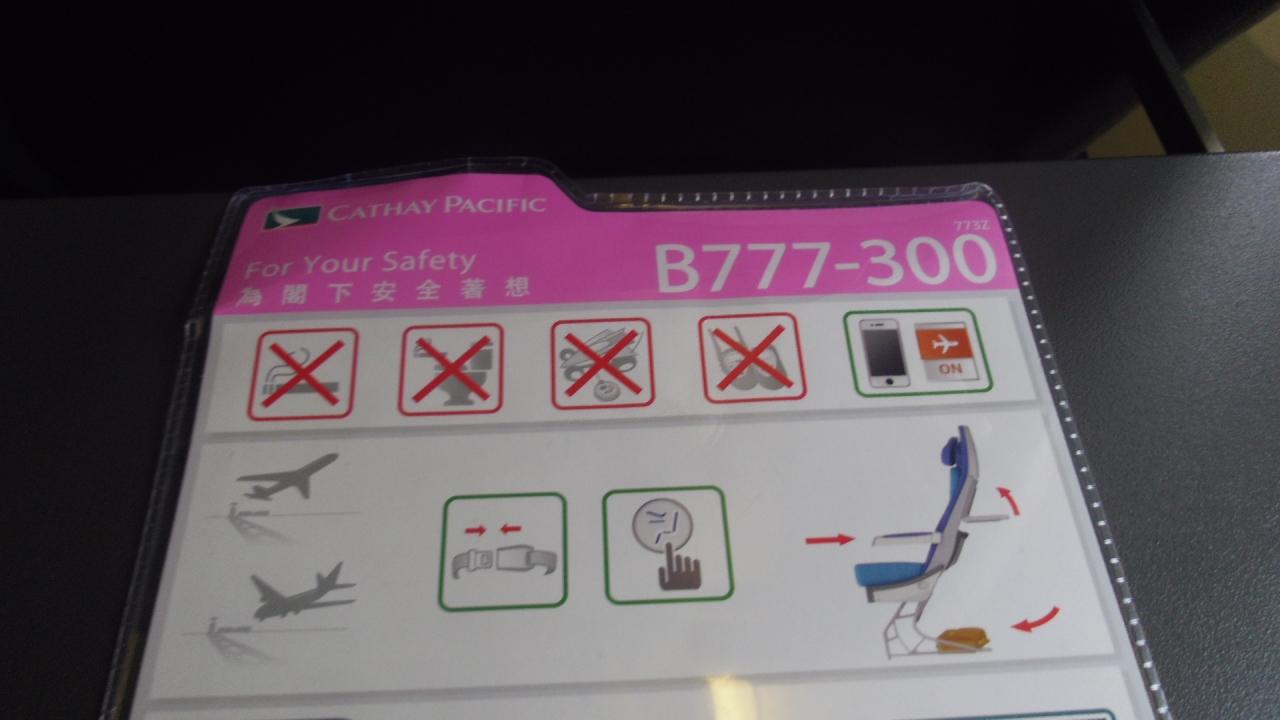 CATHAY PACIFIC
773Z
For Your Safety
B777-300
為閣下安全著想
ON